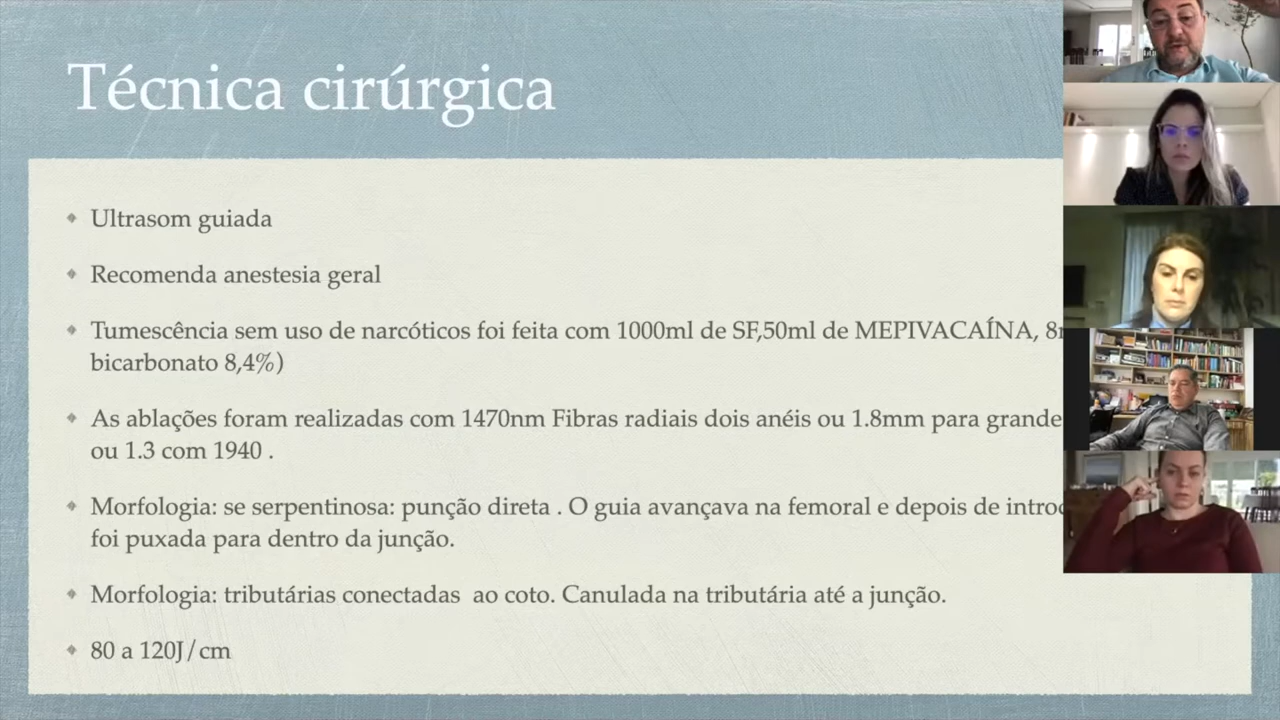 Técnica cirúrgica
Ultrasom guiada
Recomenda anestesia geral
Tumescência sem uso de narcóticos foi feita com 1000ml de SF,50ml de MEPIVACAÍNA,
bicarbonato 8,4%)
As ablações foram realizadas com 1470nm Fibras radiais dois anéis ou 1.8mm para grande
ou 1.3 com 1940 .
Morfologia: se serpentinosa: punção direta . O guia avançava na femoral e depois de
foi puxada para dentro da junção.
Morfologia: tributárias conectadas ao coto. Canulada na tributária até a junção.
80 a 120J/cm